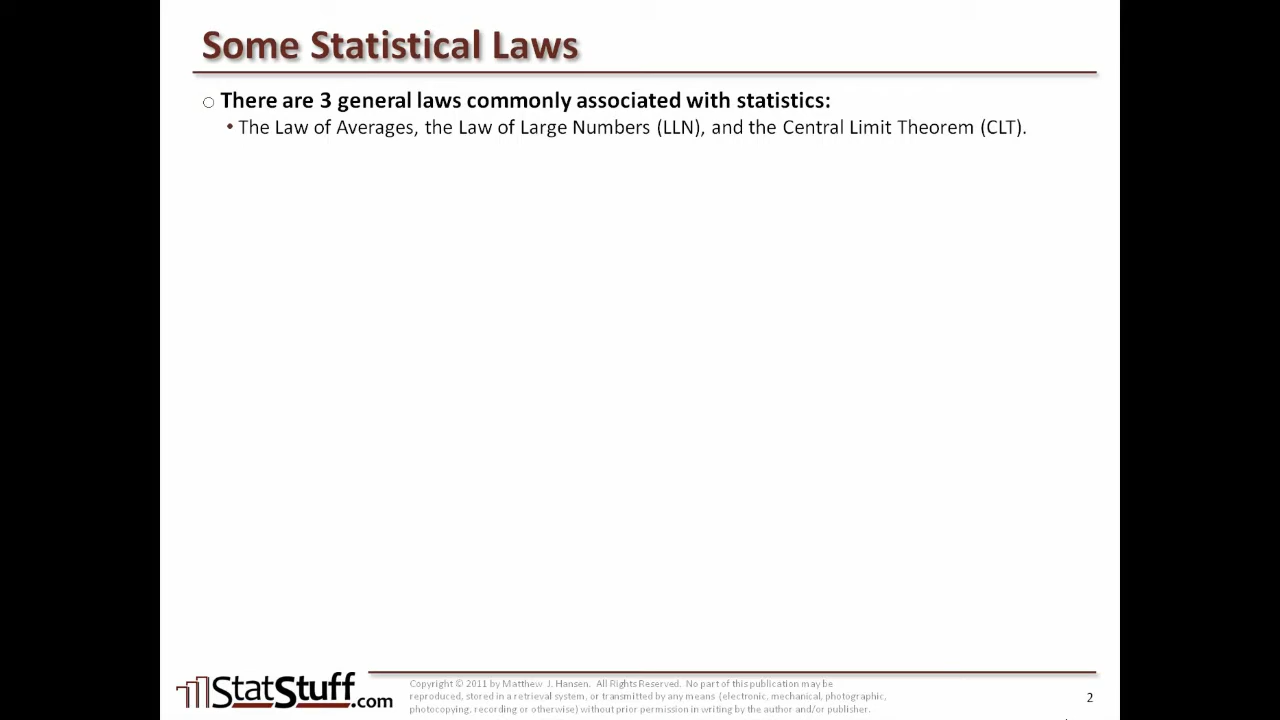 Some Statistical Laws
○ There are 3 general laws commonly associated with statistics:
• The Law of Averages, the Law of Large Numbers (LLN), and the Central Limit Theorem (CLT).
StatStuff.com
Copyright © 2011 by Matthew J. Hansen. All Rights Reserved. No part of this publication may be
reproduced, stored in a retrieval system, or transmitted by any means (electronic, mechanical, photographic,
photocopying, recording or otherwise) without prior permission in writing by the author and/or publisher.
2